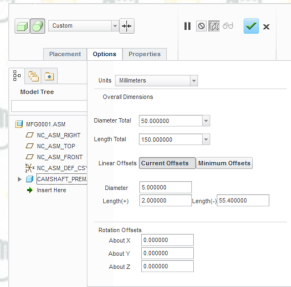 Custom
Placement Options Properties
Model Tree
MFG0001.ASM
NC_ASM_RIGHT
NC_ASM_TOP
NC_ASM_FRONT
NC_ASM_DEF_CSY
CAMSHAFT_PREM
Insert Here
Units Millimeters
Overall Dimensions
Diameter Total 50.000000
Length Total 150.000000
Linear Offsets Current Offsets Minimum Offsets
Diameter 5.000000
Length(+) 2.000000 Length(-) 55.400000
Rotation Offsets
About X 0.000000
About Y 0.000000
About Z 0.000000